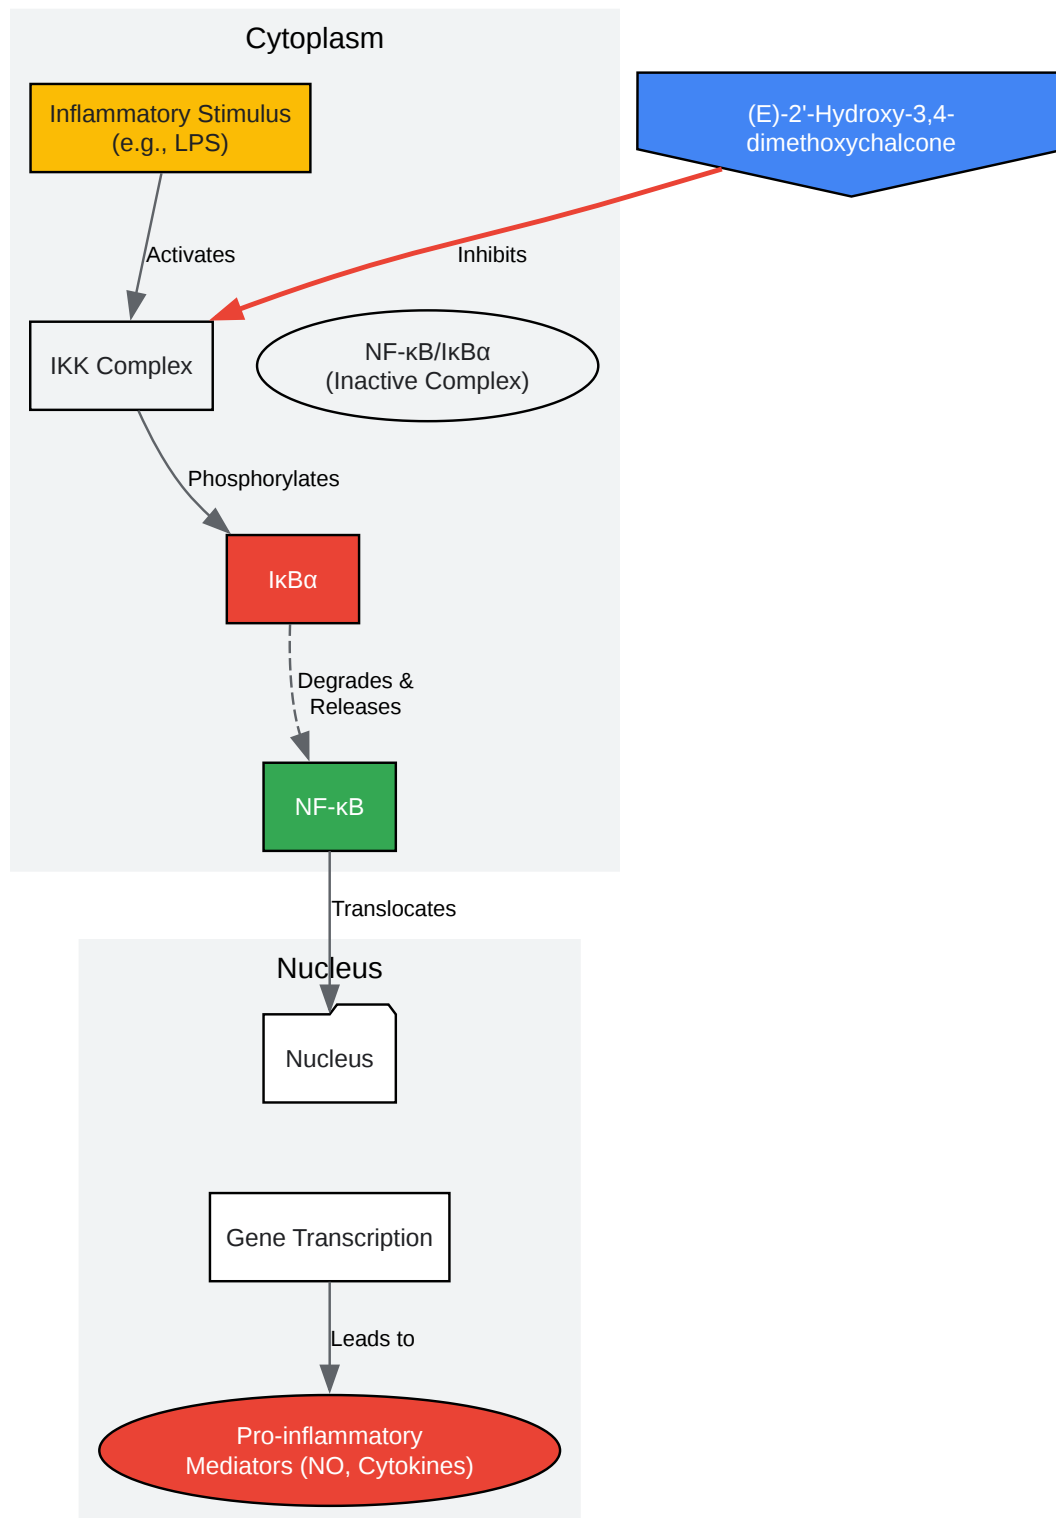 Cytoplasm
Inflammatory Stimulus
(e.g., LPS)
(E)-2'-Hydroxy-3,4-
dimethoxychalcone
Activates
Inhibits
IKK Complex
NF-κB/IκBα
(Inactive Complex)
Phosphorylates
IκBα
Degrades &
Releases
NF-κB
Translocates
Nucleus
Nucleus
Gene Transcription
Leads to
Pro-inflammatory
Mediators (NO, Cytokines)